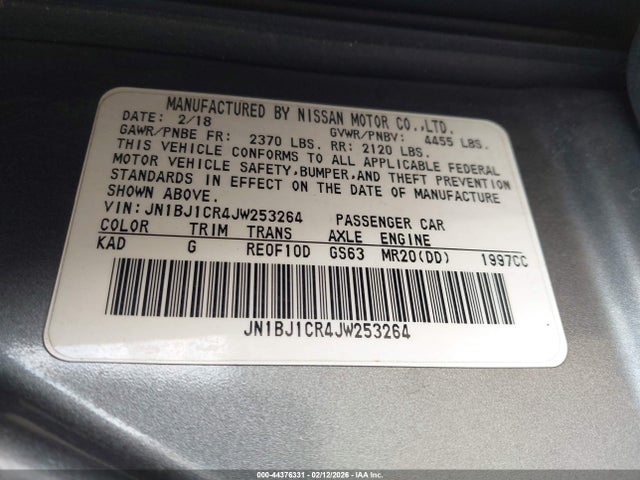 MANUFACTURED BY NISSAN MOTOR CO.,LTD.
DATE: 2/18 GVWR/PNBV: 4455 LBS.
GAWR/PNBE FR: 2370 LBS. RR: 2120 LBS.
THIS VEHICLE CONFORMS TO ALL APPLICABLE FEDERAL
MOTOR VEHICLE SAFETY,BUMPER,AND THEFT PREVENTION
STANDARDS IN EFFECT ON THE DATE OF MANUFACTURE
SHOWN ABOVE.
VIN:JN1BJ1CR4JW253264 PASSENGER CAR
COLOR TRIM TRANS AXLE ENGINE
KAD G RE0F10D GS63 MR20(DD) 1997CC
JN1BJ1CR4JW253264
000-44376331 - 02/12/2026 - IAA Inc.